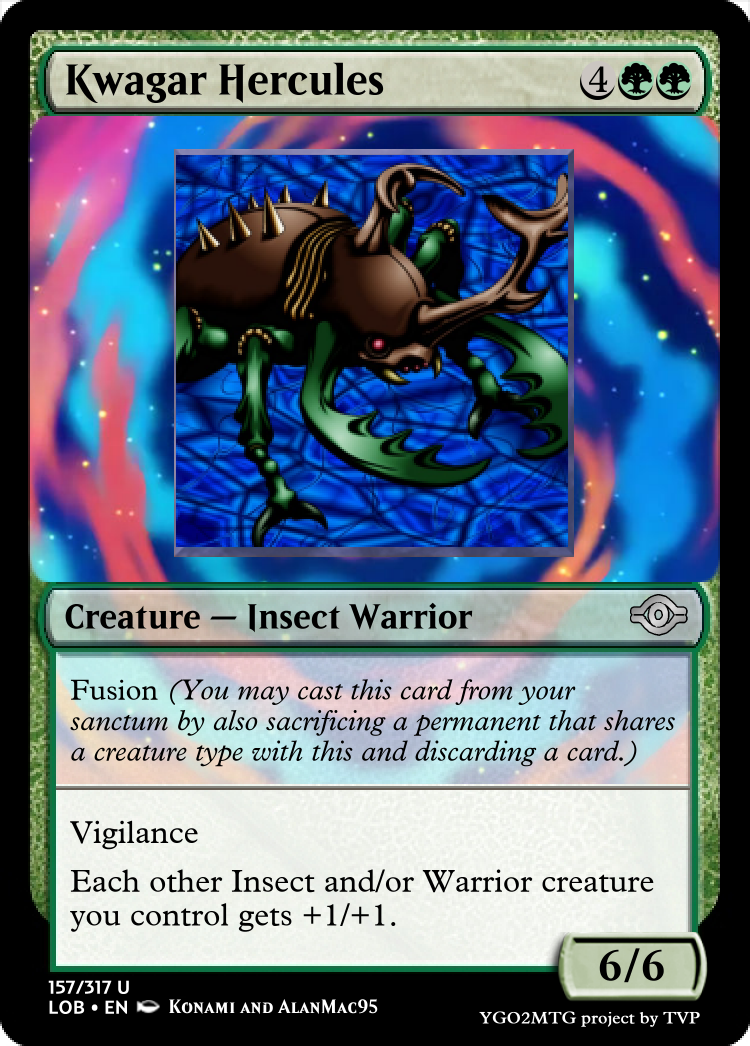 Kwagar Hercules 4
Creature — Insect Warrior
Fusion (You may cast this card from your
sanctum by also sacrificing a permanent that shares
a creature type with this and discarding a card.)
Vigilance
Each other Insect and/or Warrior creature
you control gets +1/+1.
6/6
157/317 U
LOB • EN Konami and AlanMac95
YGO2MTG project by TVP